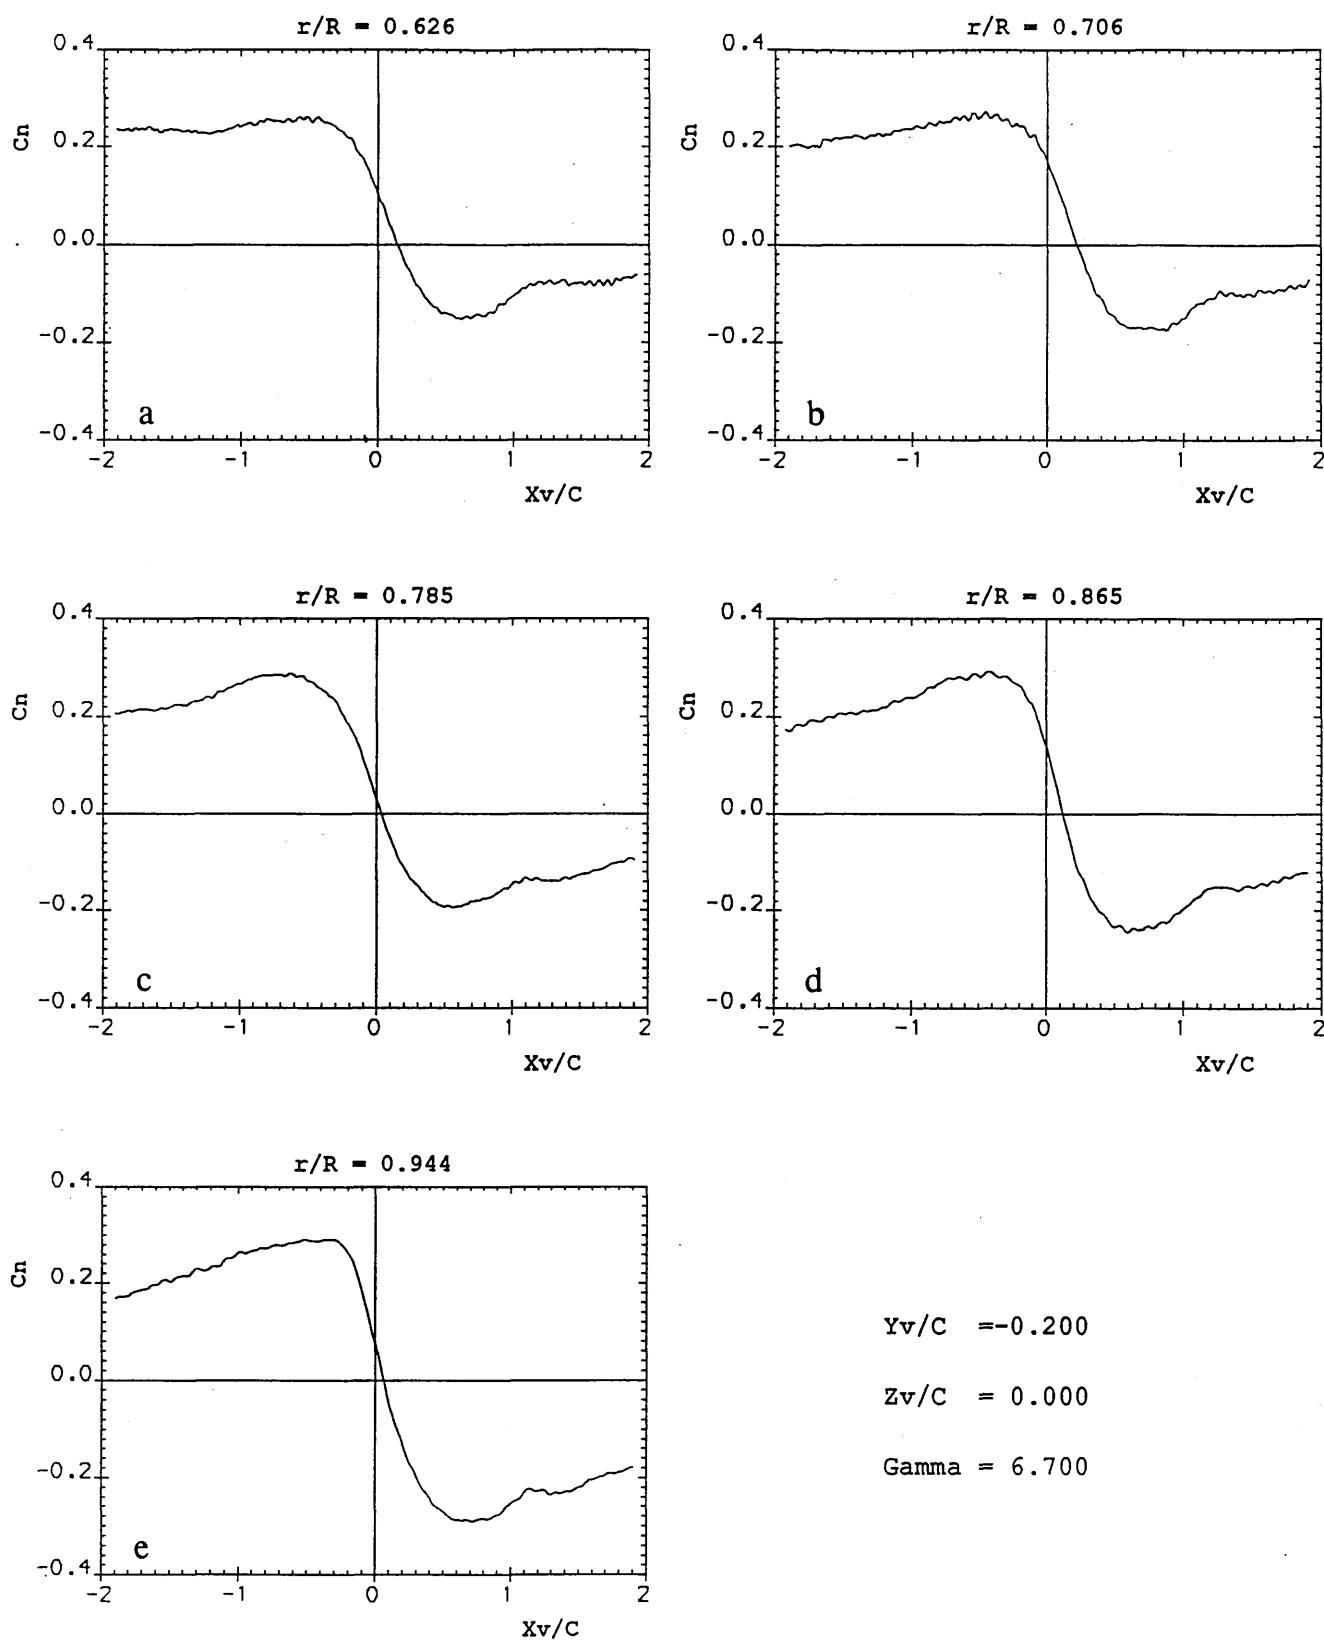 r/R = 0.626
0.4
0.2
0.0
-0.2
-0.4
Cn
a
-2 -1 0 1 2
Xv/C
r/R = 0.706
0.4
0.2
0.0
-0.2
-0.4
Cn
b
-2 -1 0 1 2
Xv/C
r/R = 0.785
0.4
0.2
0.0
-0.2
-0.4
Cn
c
-2 -1 0 1 2
Xv/C
r/R = 0.865
0.4
0.2
0.0
-0.2
-0.4
Cn
d
-2 -1 0 1 2
Xv/C
r/R = 0.944
0.4
0.2
0.0
-0.2
-0.4
Cn
e
-2 -1 0 1 2
Xv/C
Yv/C =-0.200
Zv/C = 0.000
Gamma = 6.700